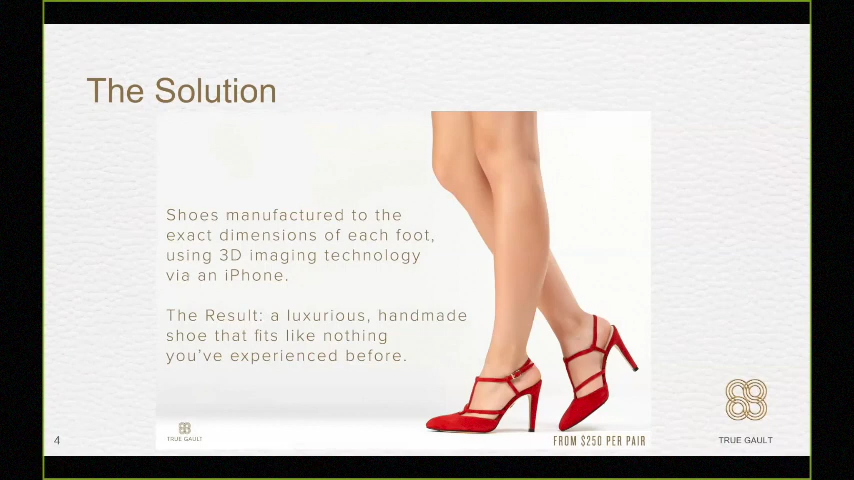 The Solution
Shoes manufactured to the
exact dimensions of each foot,
using 3D imaging technology
via an iPhone.
The Result: a luxurious, handmade
shoe that fits like nothing
you've experienced before.
TRUE GAULT
FROM $250 PER PAIR
4
TRUE GAULT